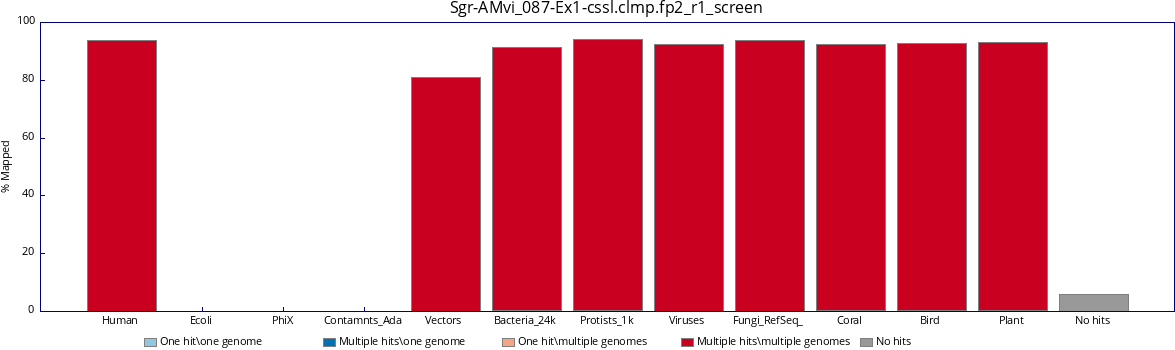 Sgr-AMvi_087-Ex1-cssl.clmp.fp2_r1_screen
100
80
60
40
20
0
% Mapped
Human Ecoli PhiX Contamnts_Ada Vectors Bacteria_24k Protists_1k Viruses Fungi_RefSeq_ Coral Bird Plant No hits
One hit\one genome Multiple hits\one genome One hit\multiple genomes Multiple hits\multiple genomes No hits